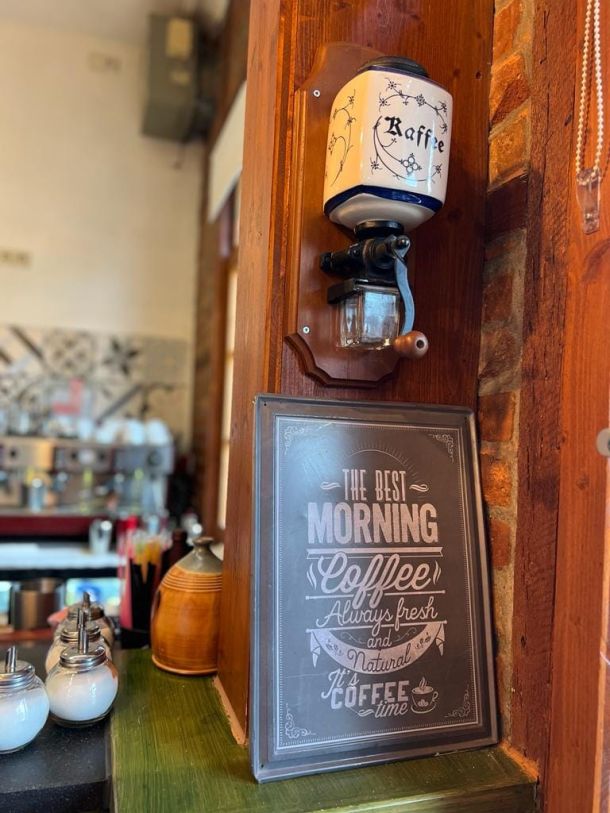 Kaffee
THE BEST
MORNING
Coffee
Always fresh
and
Natural
It's
COFFEE
time